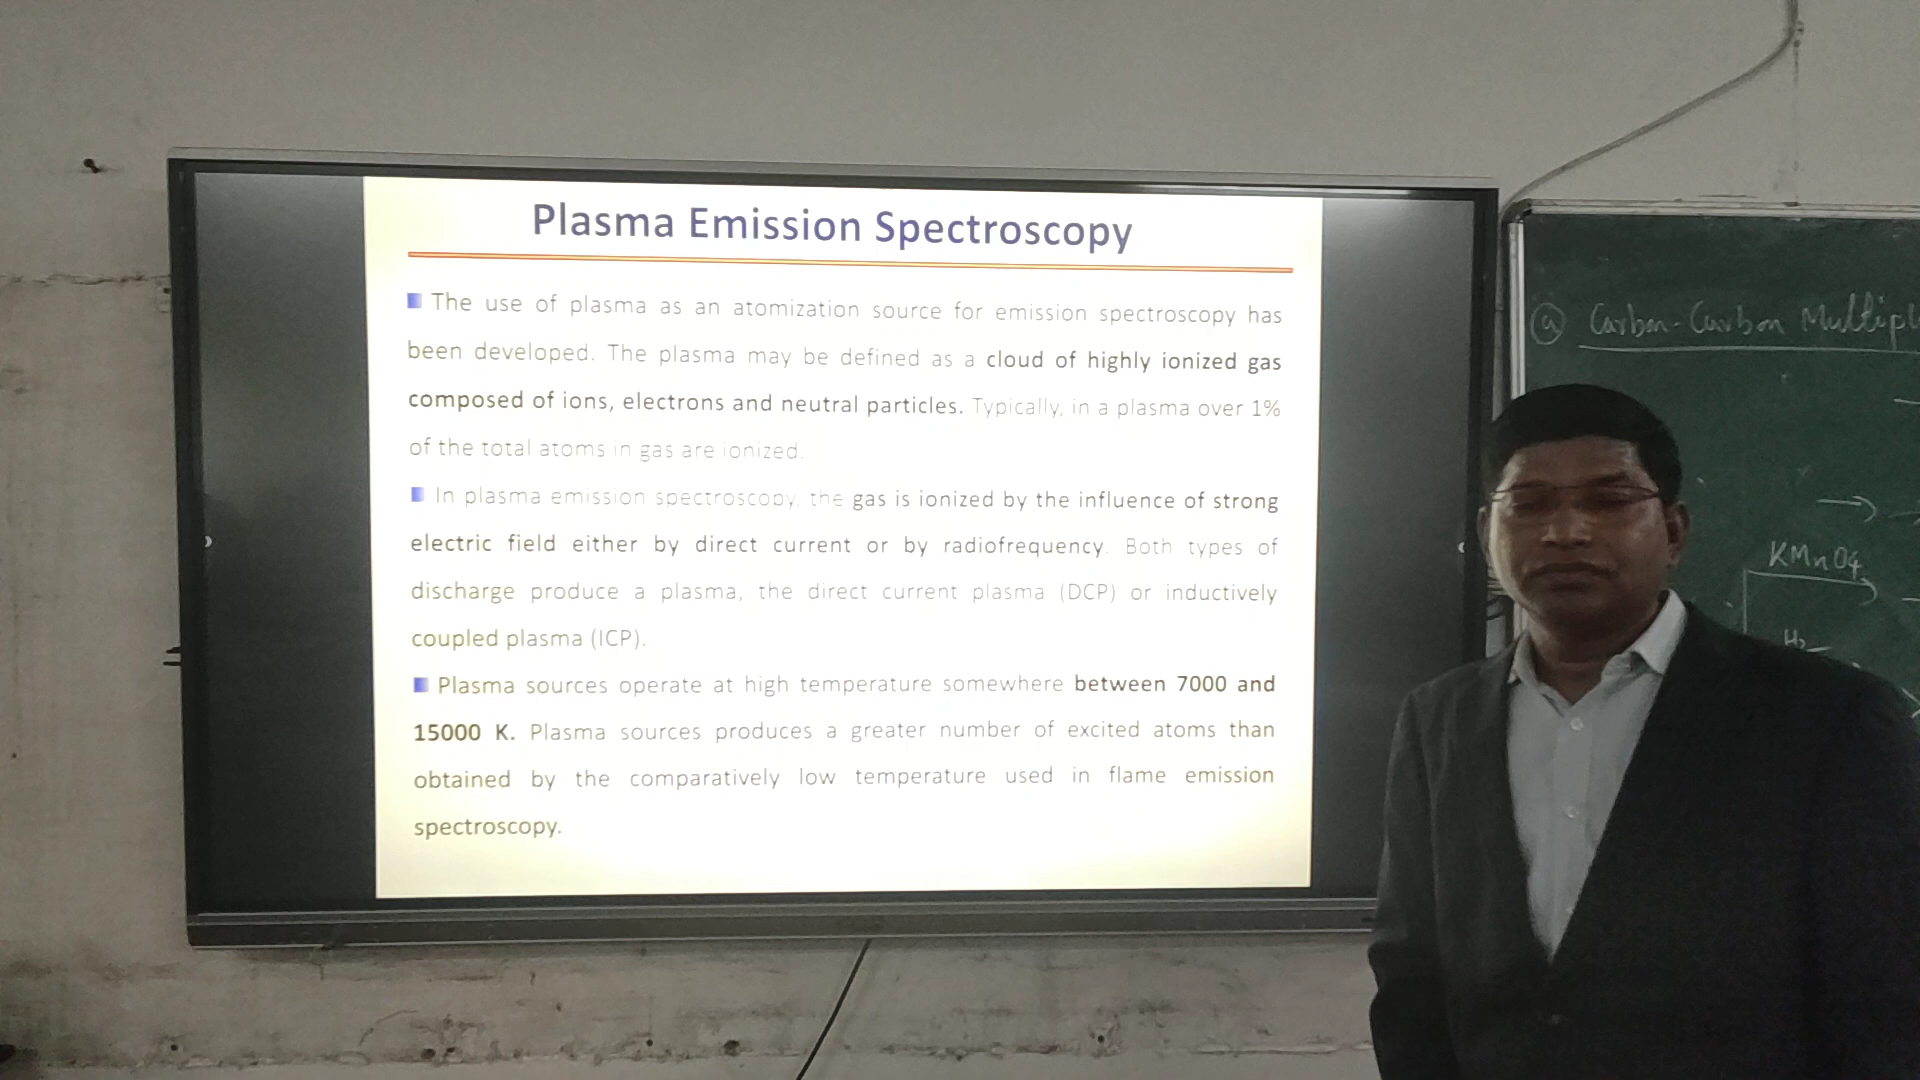 Plasma Emission Spectroscopy
The use of plasma as an atomization source for emission spectroscopy has
been developed. The plasma may be defined as a cloud of highly ionized gas
composed of ions, electrons and neutral particles. Typically, in a plasma over 1%
of the total atoms in gas are ionized.
In plasma emission spectroscopy, the gas is ionized by the influence of strong
electric field either by direct current or by radiofrequency. Both types of
discharge produce a plasma, the direct current plasma (DCP) or inductively
coupled plasma (ICP).
Plasma sources operate at high temperature somewhere between 7000 and
15000 K. Plasma sources produces a greater number of excited atoms than
obtained by the comparatively low temperature used in flame emission
spectroscopy.
a Carbon-Carbon Multipl
KMnO4
H2